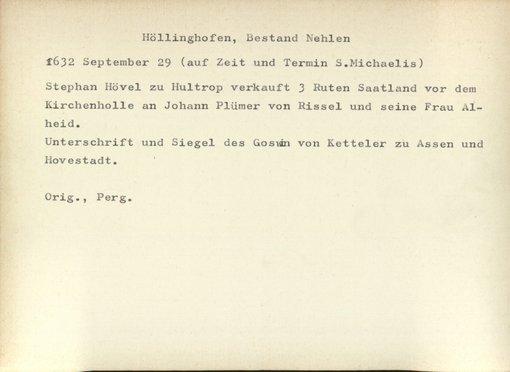 Höllinghofen, Bestand Nehlen
1632 September 29 (auf Zeit und Termin S.Michaelis)
Stephan Hövel zu Hultrop verkauft 3 Ruten Saatland vor dem
Kirchenholle an Johann Plümer von Rissel und seine Frau Al-
heid.
Unterschrift und Siegel des Goswin von Ketteler zu Assen und
Hovestadt.
Orig., Perg.